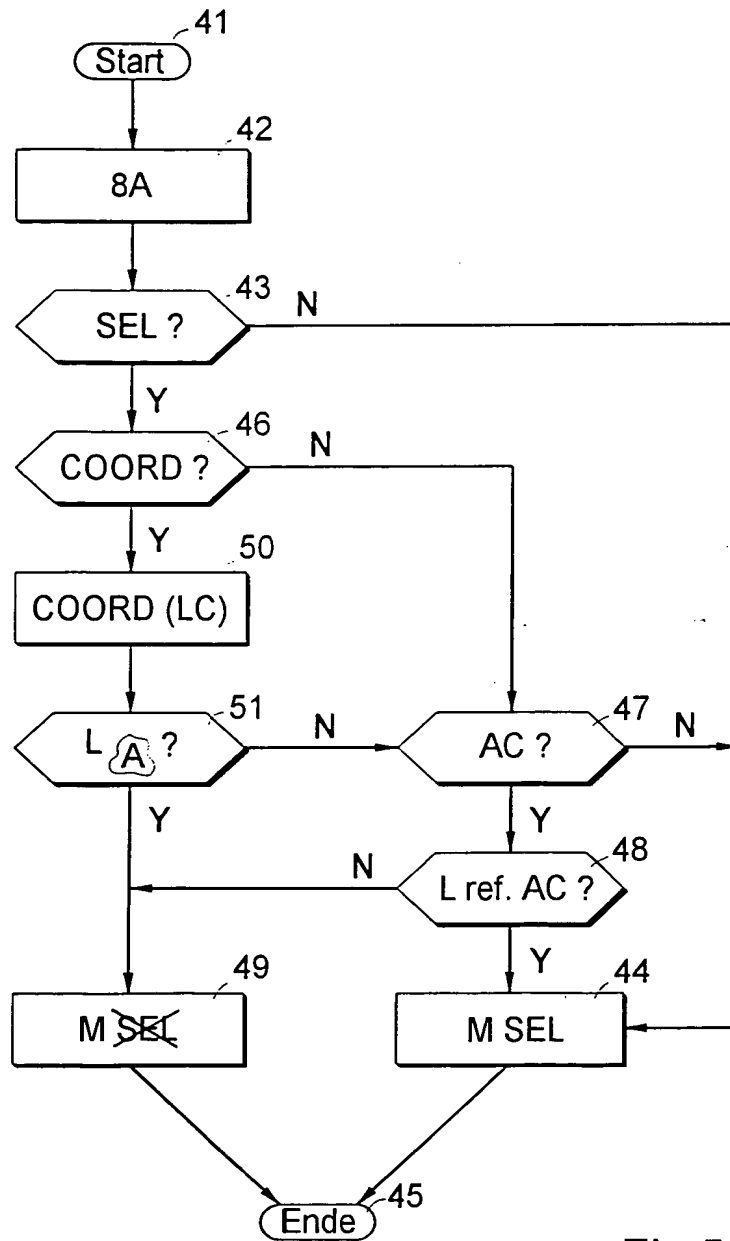 41
Start
42
8A
43
SEL ?
N
Y
46
COORD ?
N
Y
50
COORD (LC)
51
L A ?
N
47
AC ?
N
Y
Y
48
L ref. AC ?
N
Y
49
M SEL
44
M SEL
45
Ende